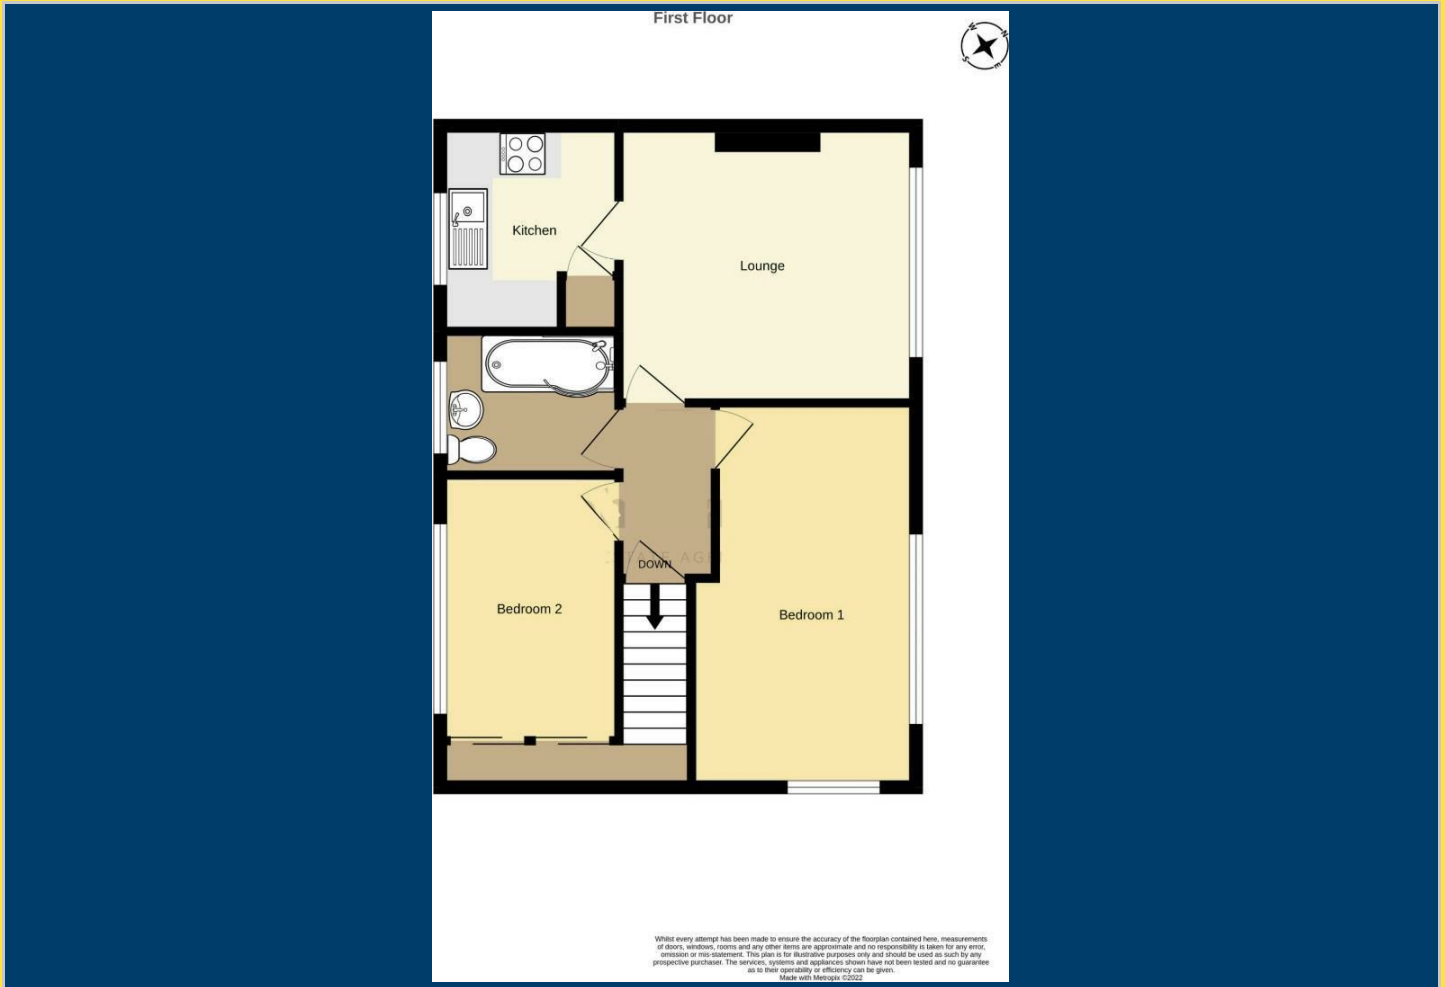 First Floor
W
N
S
E
Kitchen
Lounge
ESTATE AGE
DOWN
Bedroom 2
Bedroom 1
Whilst every attempt has been made to ensure the accuracy of the floorplan contained here, measurements
of doors, windows, rooms and any other items are approximate and no responsibility is taken for any error,
omission or mis-statement. This plan is for illustrative purposes only and should be used as such by any
prospective purchaser. The services, systems and appliances shown have not been tested and no guarantee
as to their operability or efficiency can be given.
Made with Metropix ©2022